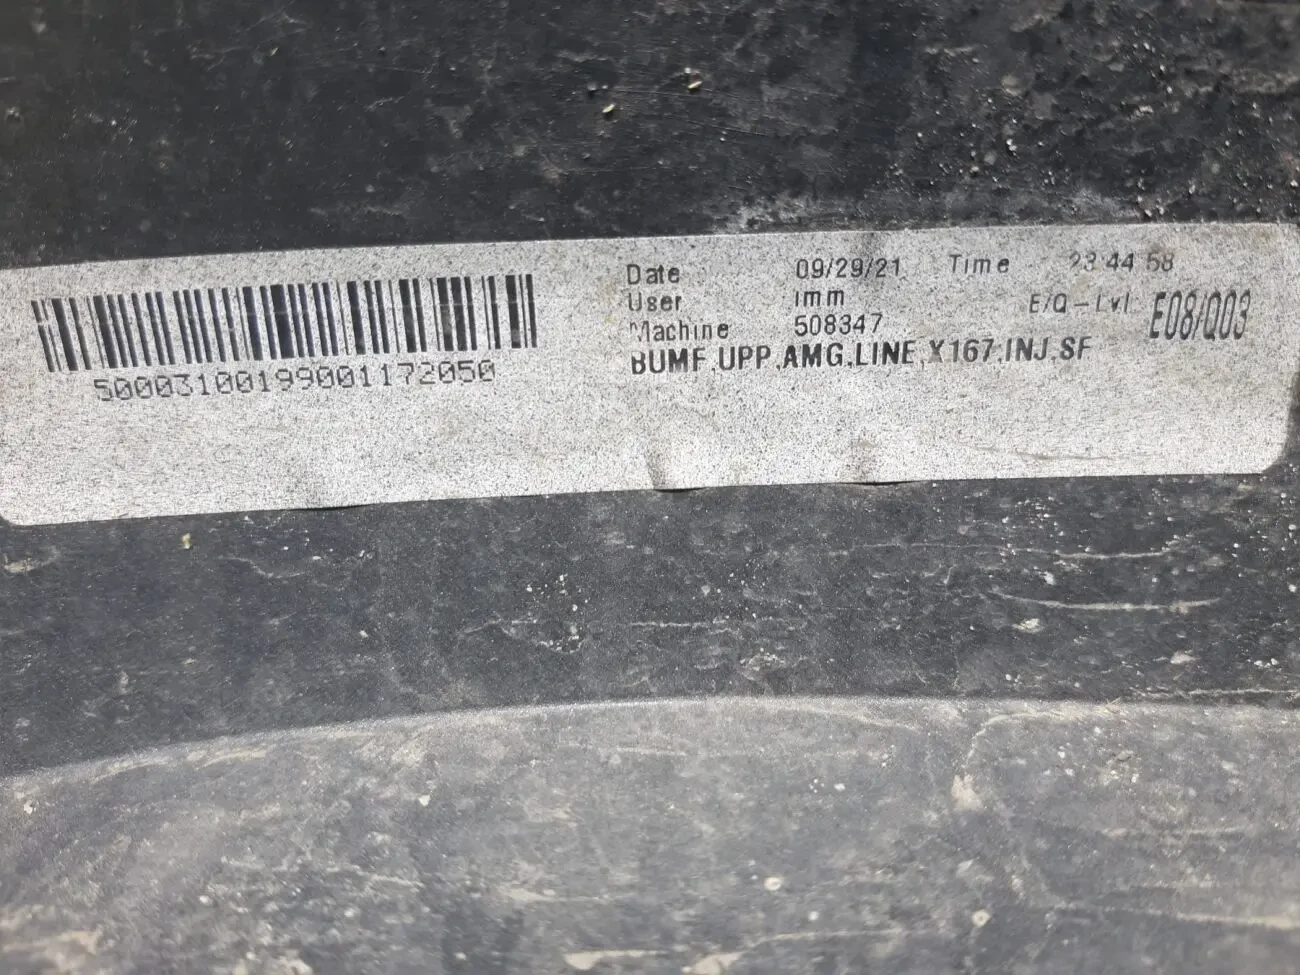 Date 09/29/21 Time 23 44 58
User imm E/Q-Lvl E08/Q03
Machine 508347
BUMF,UPP,AMG,LINE,X167,INJ,SF
50003100199001172050